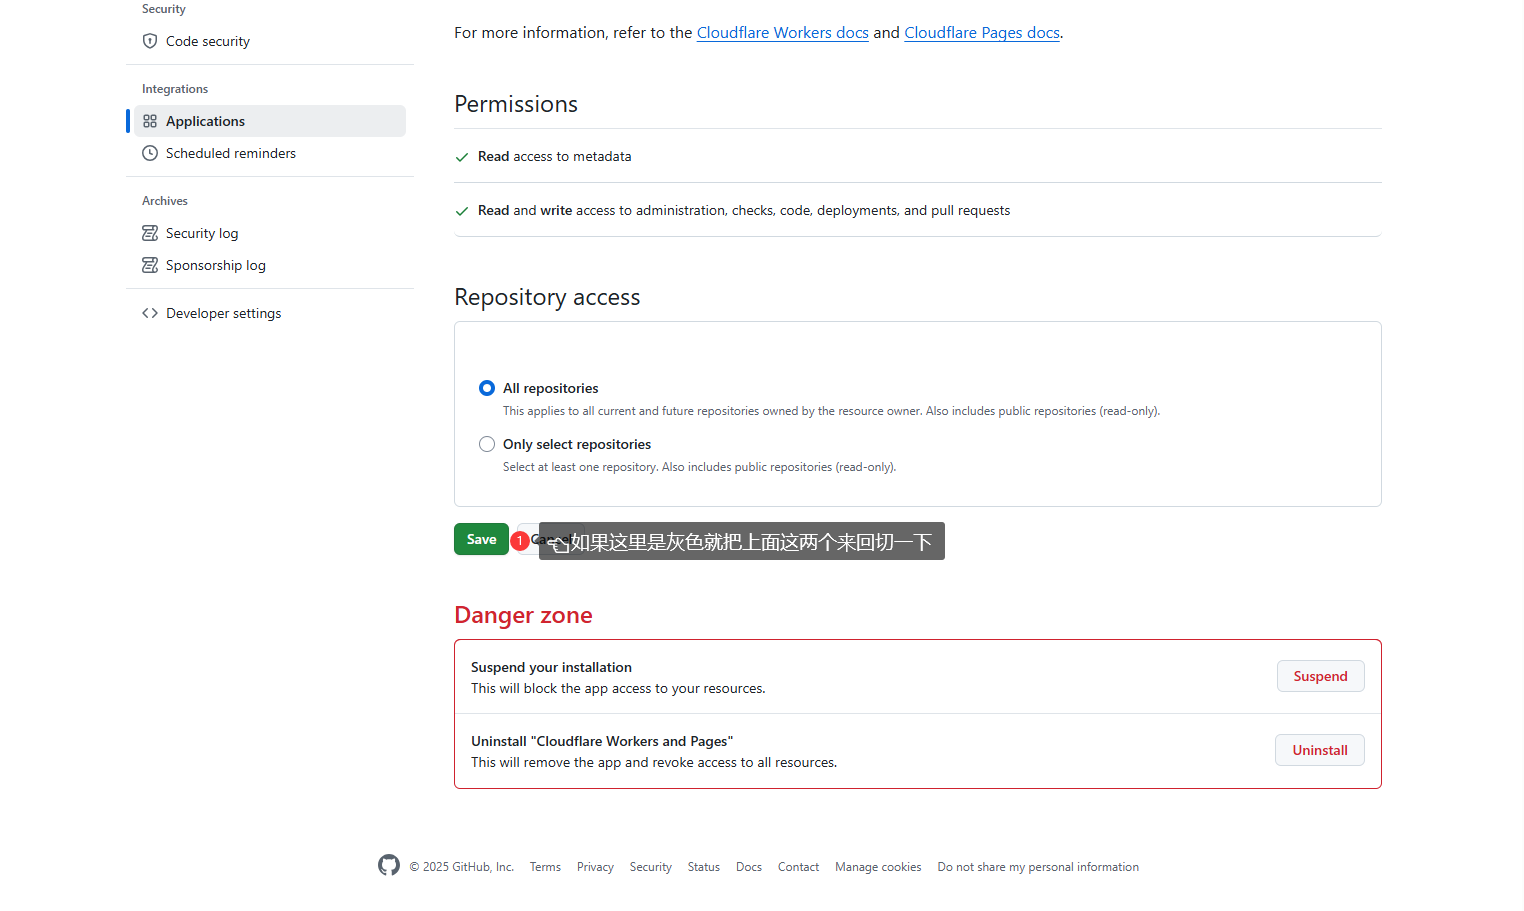 Security
Code security
Integrations
Applications
Scheduled reminders
Archives
Security log
Sponsorship log
Developer settings
For more information, refer to the Cloudflare Workers docs and Cloudflare Pages docs.
Permissions
Read access to metadata
Read and write access to administration, checks, code, deployments, and pull requests
Repository access
All repositories
This applies to all current and future repositories owned by the resource owner. Also includes public repositories (read-only).
Only select repositories
Select at least one repository. Also includes public repositories (read-only).
Save 1 Cancel 如果这里是灰色就把上面这两个来回切一下
Danger zone
Suspend your installation
This will block the app access to your resources.
Suspend
Uninstall "Cloudflare Workers and Pages"
This will remove the app and revoke access to all resources.
Uninstall
© 2025 GitHub, Inc. Terms Privacy Security Status Docs Contact Manage cookies Do not share my personal information